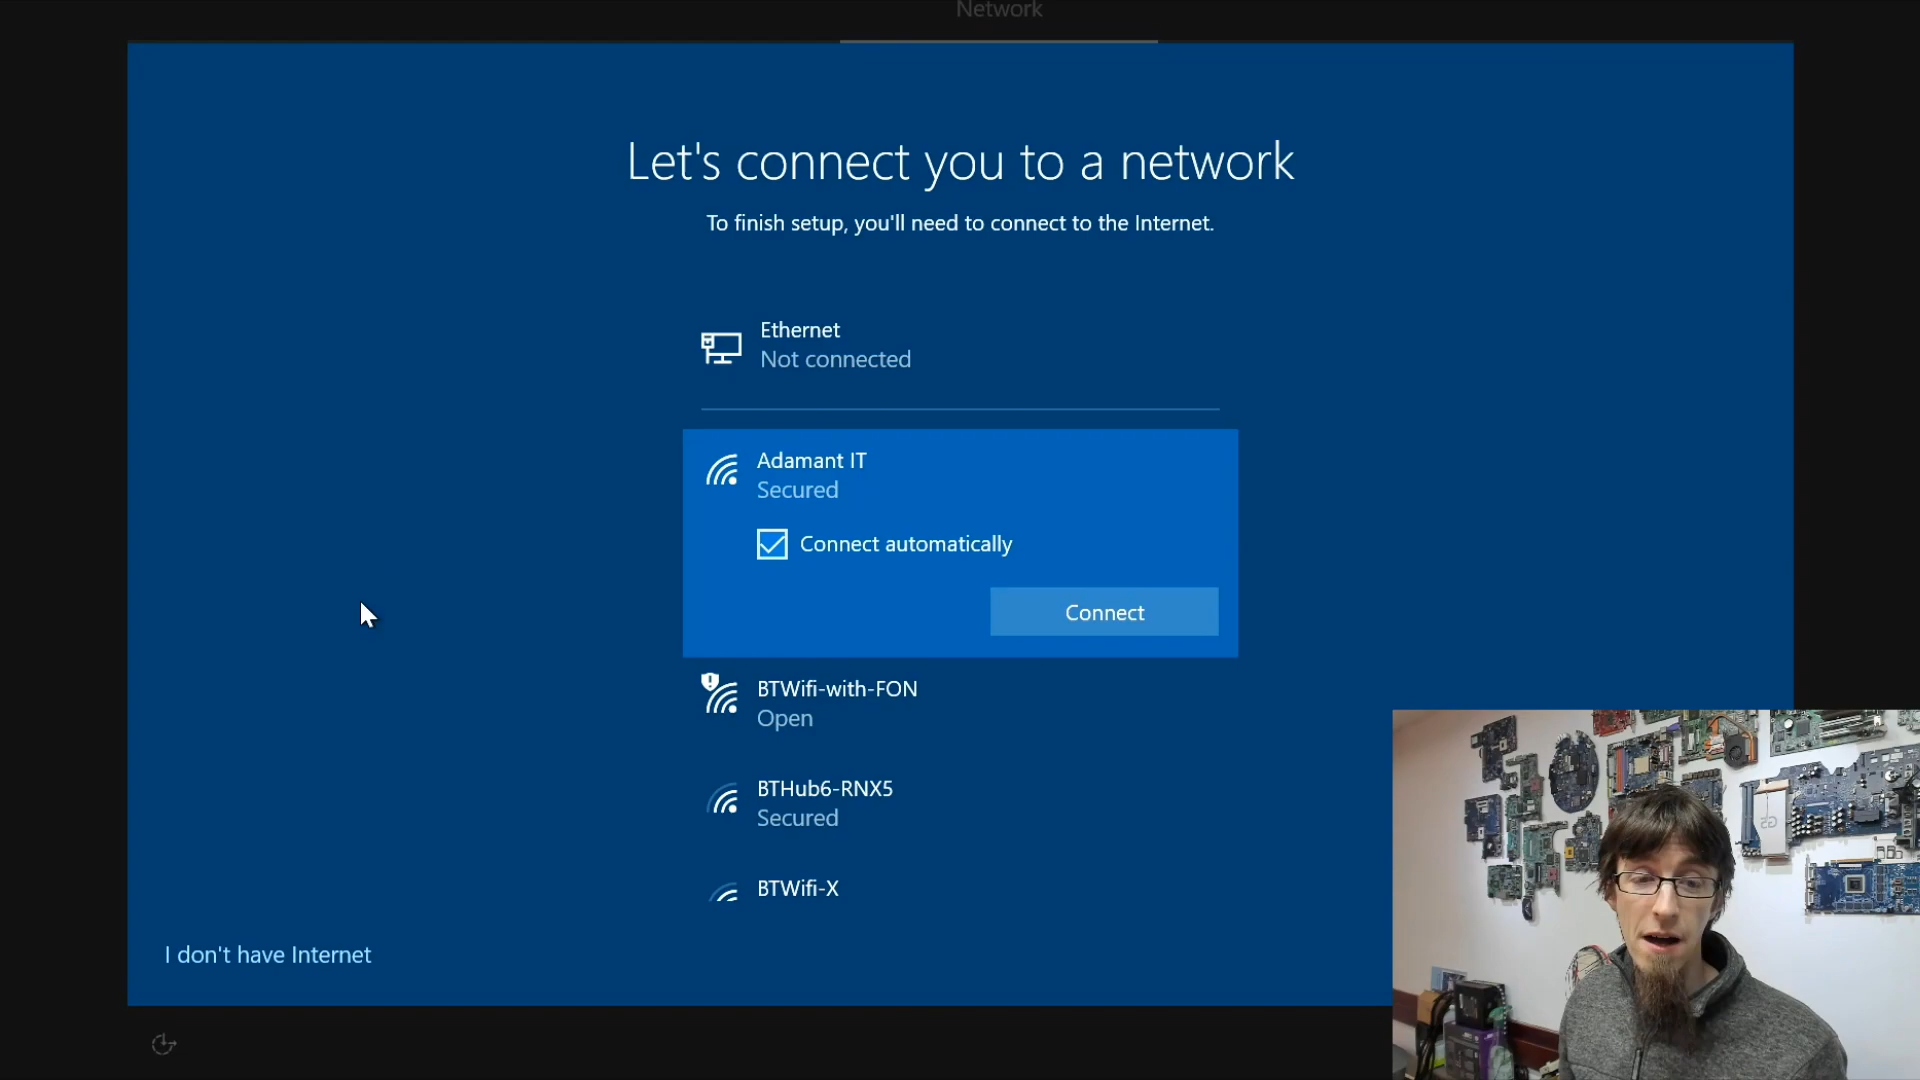 Network
Let's connect you to a network
To finish setup, you'll need to connect to the Internet.
Ethernet
Not connected
Adamant IT
Secured
Connect automatically
Connect
BTWifi-with-FON
Open
BTHub6-RNX5
Secured
BTWifi-X
I don't have Internet